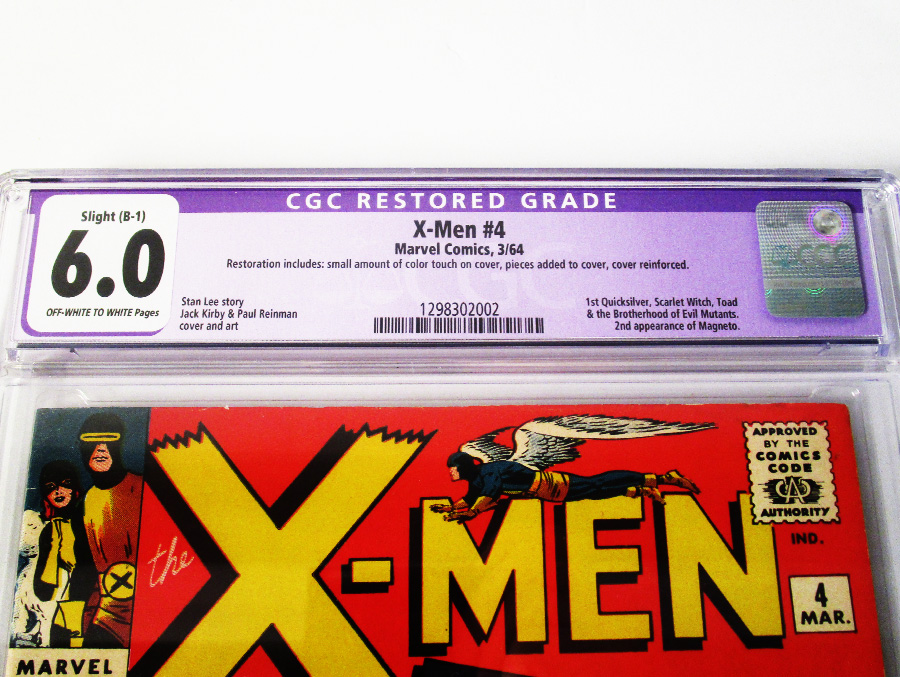 CGC RESTORED GRADE
Slight (B-1)
6.0
OFF-WHITE TO WHITE Pages
X-Men #4
Marvel Comics, 3/64
Restoration includes: small amount of color touch on cover, pieces added to cover, cover reinforced.
Stan Lee story
Jack Kirby & Paul Reinman
cover and art
1298302002
1st Quicksilver, Scarlet Witch, Toad
& the Brotherhood of Evil Mutants.
2nd appearance of Magneto.
CGC
the
X-MEN
APPROVED
BY THE
COMICS
CODE
CA
AUTHORITY
IND.
4
MAR.
X
MARVEL